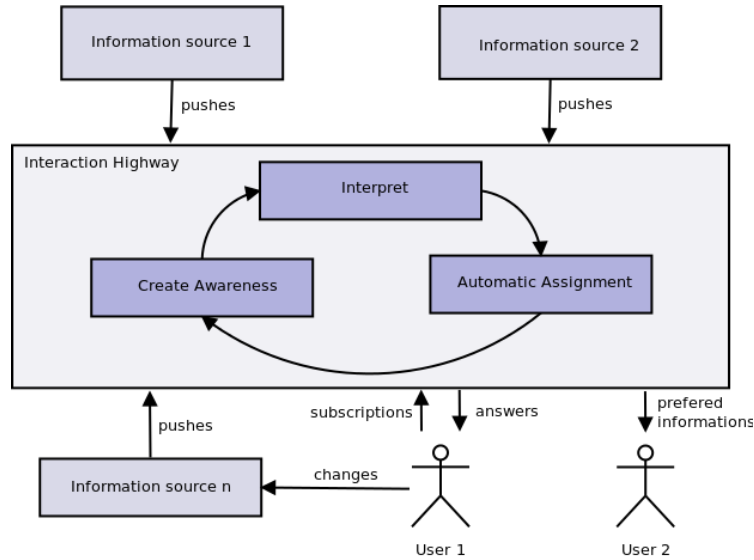 Information source 1
Information source 2
pushes
pushes
Interaction Highway
Interpret
Create Awareness
Automatic Assignment
pushes
subscriptions
answers
prefered
informations
Information source n
changes
User 1
User 2